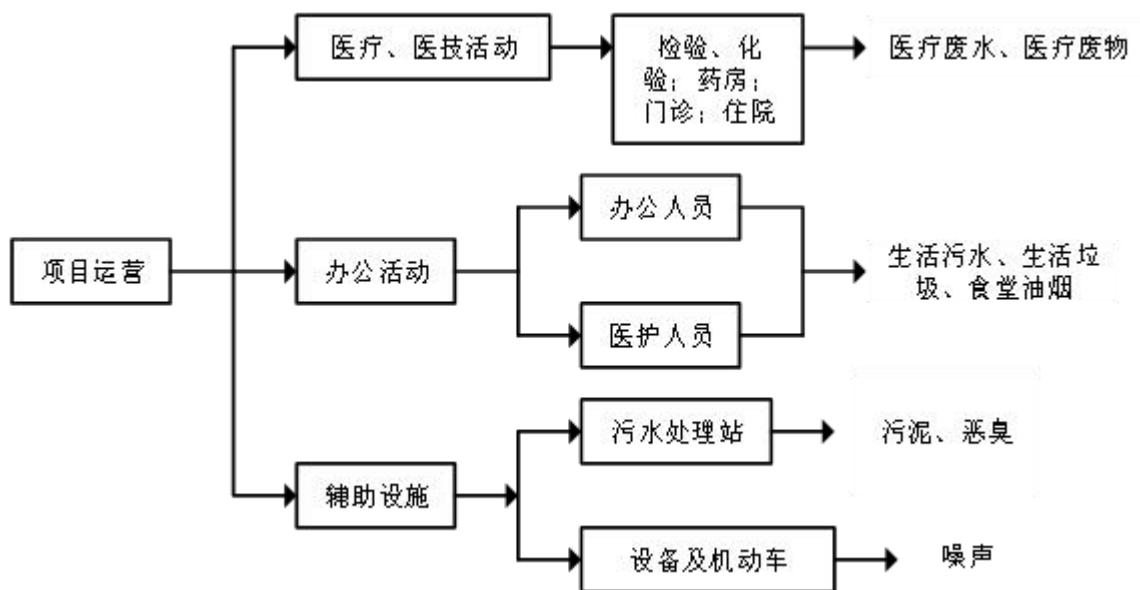 医疗、医技活动
检验、化
验；药房；
门诊；住院
医疗废水、医疗废物
项目运营
办公活动
办公人员
医护人员
生活污水、生活垃
圾、食堂油烟
辅助设施
污水处理站
污泥、恶臭
设备及机动车
噪声